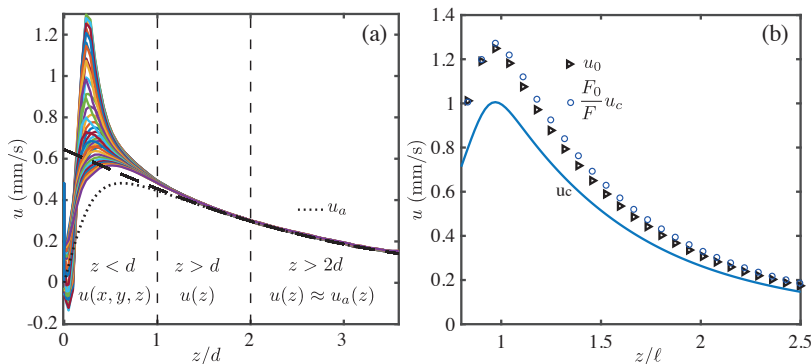 (a)
u (mm/s)
1.2
1
0.8
0.6
0.4
0.2
0
-0.2
u_a
z < d
z > d
z > 2d
u(x, y, z)
u(z)
u(z) ≈ u_a(z)
0
1
2
3
z/d
(b)
u (mm/s)
1.4
1.2
1
0.8
0.6
0.4
0.2
0
u_0
F_0/F u_c
u_c
1
1.5
2
2.5
z/ℓ